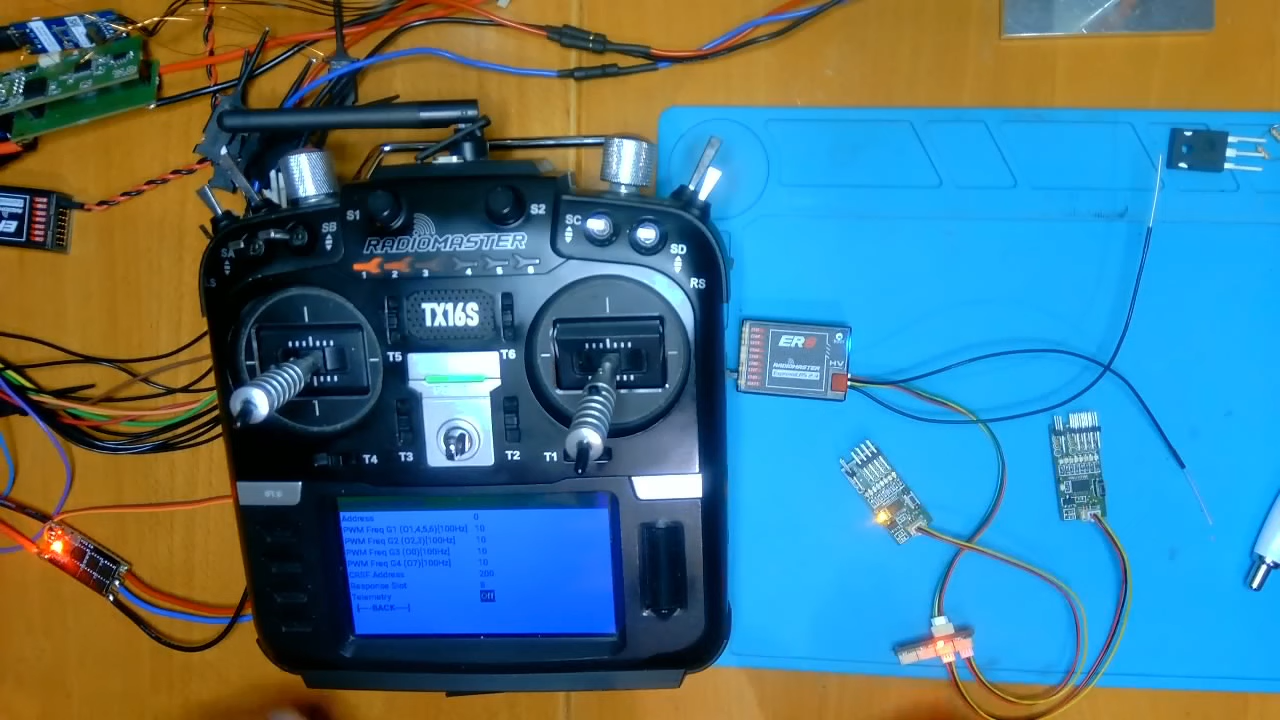 S1
S2
SA
SB
SC
SD
RS
RADIOMASTER
1 2 3 4 5 6
TX16S
T5
T6
T4
T3
T2
T1
Address 0
PWM Freq G1 (O1,4,5,6)[100Hz] 10
PWM Freq G2 (O2,3)[100Hz] 10
PWM Freq G3 (O0)[100Hz] 10
PWM Freq G4 (O7)[100Hz] 10
CRSF Address 200
Response Slot
Telemetry Off
[----BACK----]
HV
RADIOMASTER
ExpressLRS 2.4